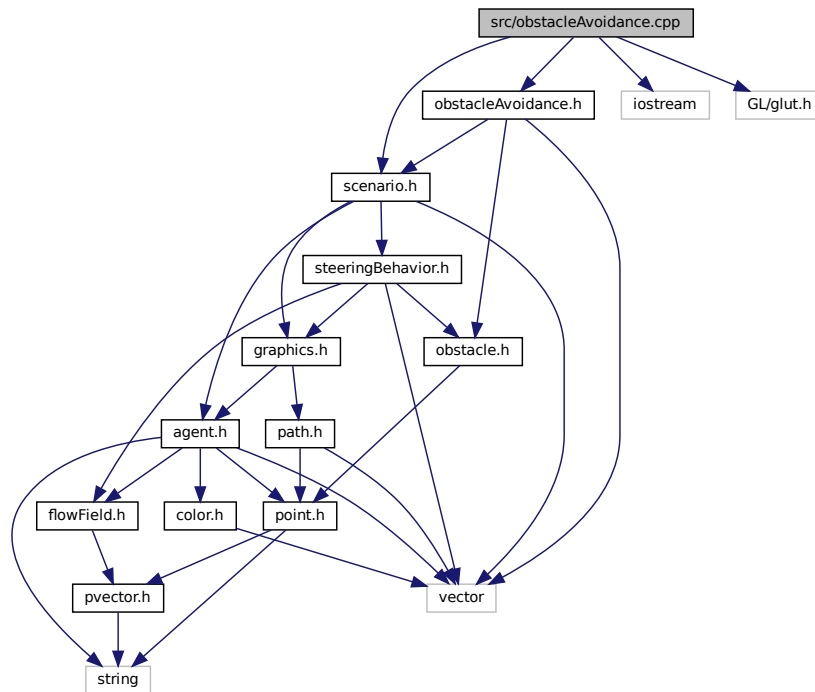 src/obstacleAvoidance.cpp
obstacleAvoidance.h
iostream
GL/glut.h
scenario.h
steeringBehavior.h
graphics.h
obstacle.h
agent.h
path.h
flowField.h
color.h
point.h
pvector.h
vector
string